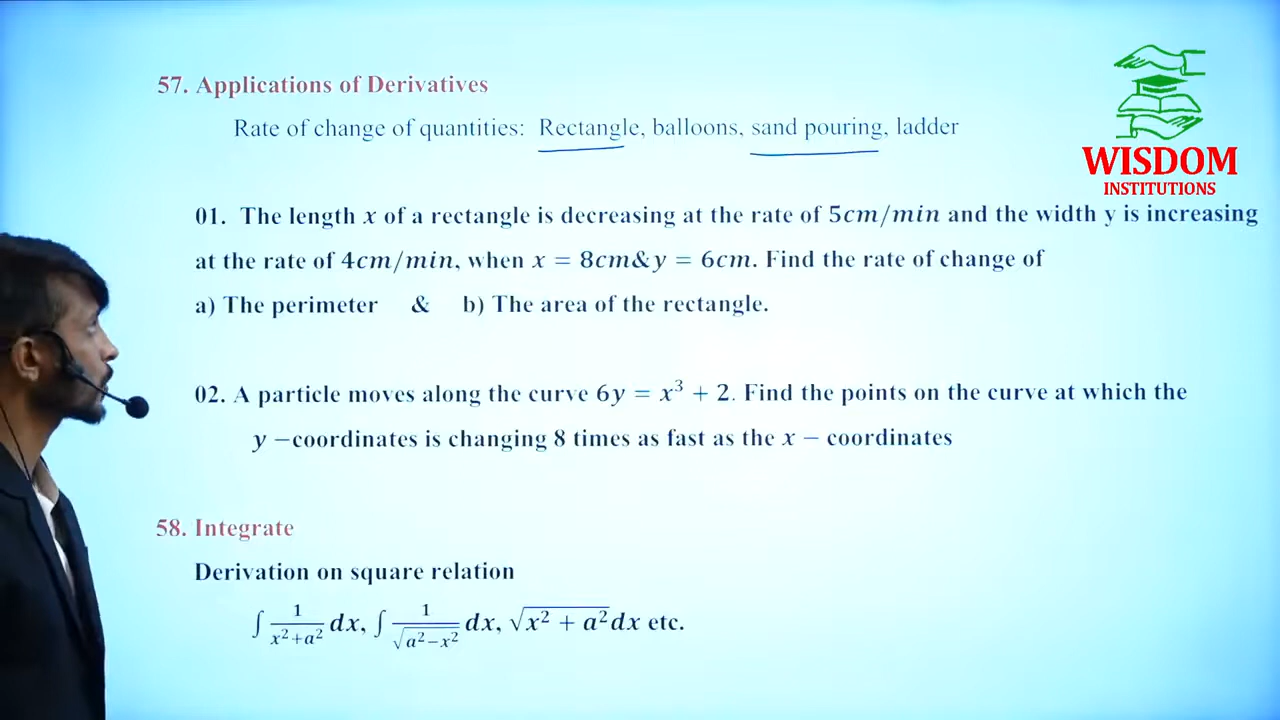 57. Applications of Derivatives
Rate of change of quantities: Rectangle, balloons, sand pouring, ladder
WISDOM
INSTITUTIONS
01. The length x of a rectangle is decreasing at the rate of 5cm/min and the width y is increasing
at the rate of 4cm/min, when x = 8cm&y = 6cm. Find the rate of change of
a) The perimeter & b) The area of the rectangle.
02. A particle moves along the curve 6y = x³ + 2. Find the points on the curve at which the
y −coordinates is changing 8 times as fast as the x − coordinates
58. Integrate
Derivation on square relation
∫ 1/(x²+a²) dx, ∫ 1/√(a²−x²) dx, √(x² + a²)dx etc.